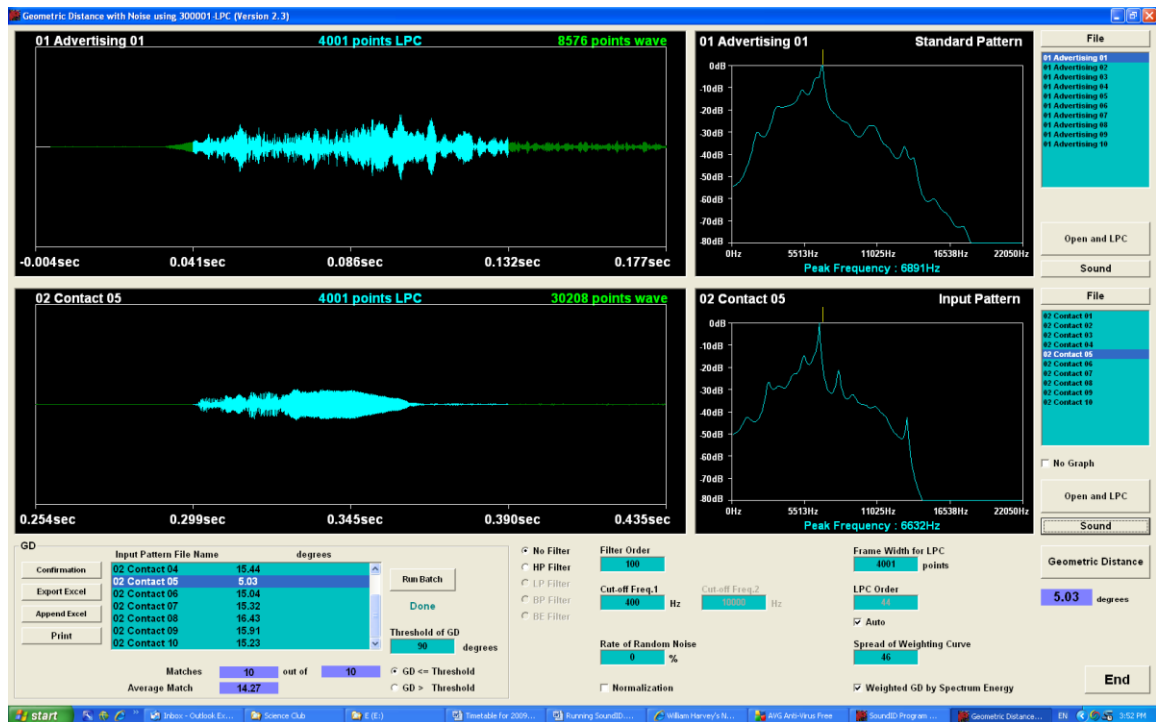 Geometric Distance with Noise using 300001-LPC (Version 2.3)
01 Advertising 01 4001 points LPC 8576 points wave
-0.004sec 0.041sec 0.086sec 0.132sec 0.177sec
01 Advertising 01 Standard Pattern
0dB
-10dB
-20dB
-30dB
-40dB
-50dB
-60dB
-70dB
-80dB
0Hz 5513Hz 11025Hz 16538Hz 22050Hz
Peak Frequency : 6891Hz
File
01 Advertising 01
01 Advertising 02
01 Advertising 03
01 Advertising 04
01 Advertising 05
01 Advertising 06
01 Advertising 07
01 Advertising 08
01 Advertising 09
01 Advertising 10
Open and LPC
Sound
02 Contact 05 4001 points LPC 30208 points wave
0.254sec 0.299sec 0.345sec 0.390sec 0.435sec
02 Contact 05 Input Pattern
0dB
-10dB
-20dB
-30dB
-40dB
-50dB
-60dB
-70dB
-80dB
0Hz 5513Hz 11025Hz 16538Hz 22050Hz
Peak Frequency : 6632Hz
File
02 Contact 01
02 Contact 02
02 Contact 03
02 Contact 04
02 Contact 05
02 Contact 06
02 Contact 07
02 Contact 08
02 Contact 09
02 Contact 10
No Graph
Open and LPC
Sound
GD
Input Pattern File Name degrees
Confirmation
Export Excel
Append Excel
Print
02 Contact 04 15.44
02 Contact 05 5.03
02 Contact 06 15.04
02 Contact 07 15.32
02 Contact 08 16.43
02 Contact 09 15.91
02 Contact 10 15.23
Run Batch
Done
Threshold of GD
90 degrees
Matches 10 out of 10
Average Match 14.27
GD <= Threshold
GD > Threshold
No Filter
HP Filter
LP Filter
BP Filter
BE Filter
Filter Order
100
Cut-off Freq.1 Cut-off Freq.2
400 Hz 10000 Hz
Rate of Random Noise
0 %
Normalization
Frame Width for LPC
4001 points
LPC Order
44
Auto
Spread of Weighting Curve
46
Weighted GD by Spectrum Energy
Geometric Distance
5.03 degrees
End
start Inbox - Outlook Ex... Science Club E (E:) Timetable for 2009... Running SoundID.... William Harvey's N... AVG Anti-Virus Free SoundID Program ... Geometric Distance... EN 3:52 PM